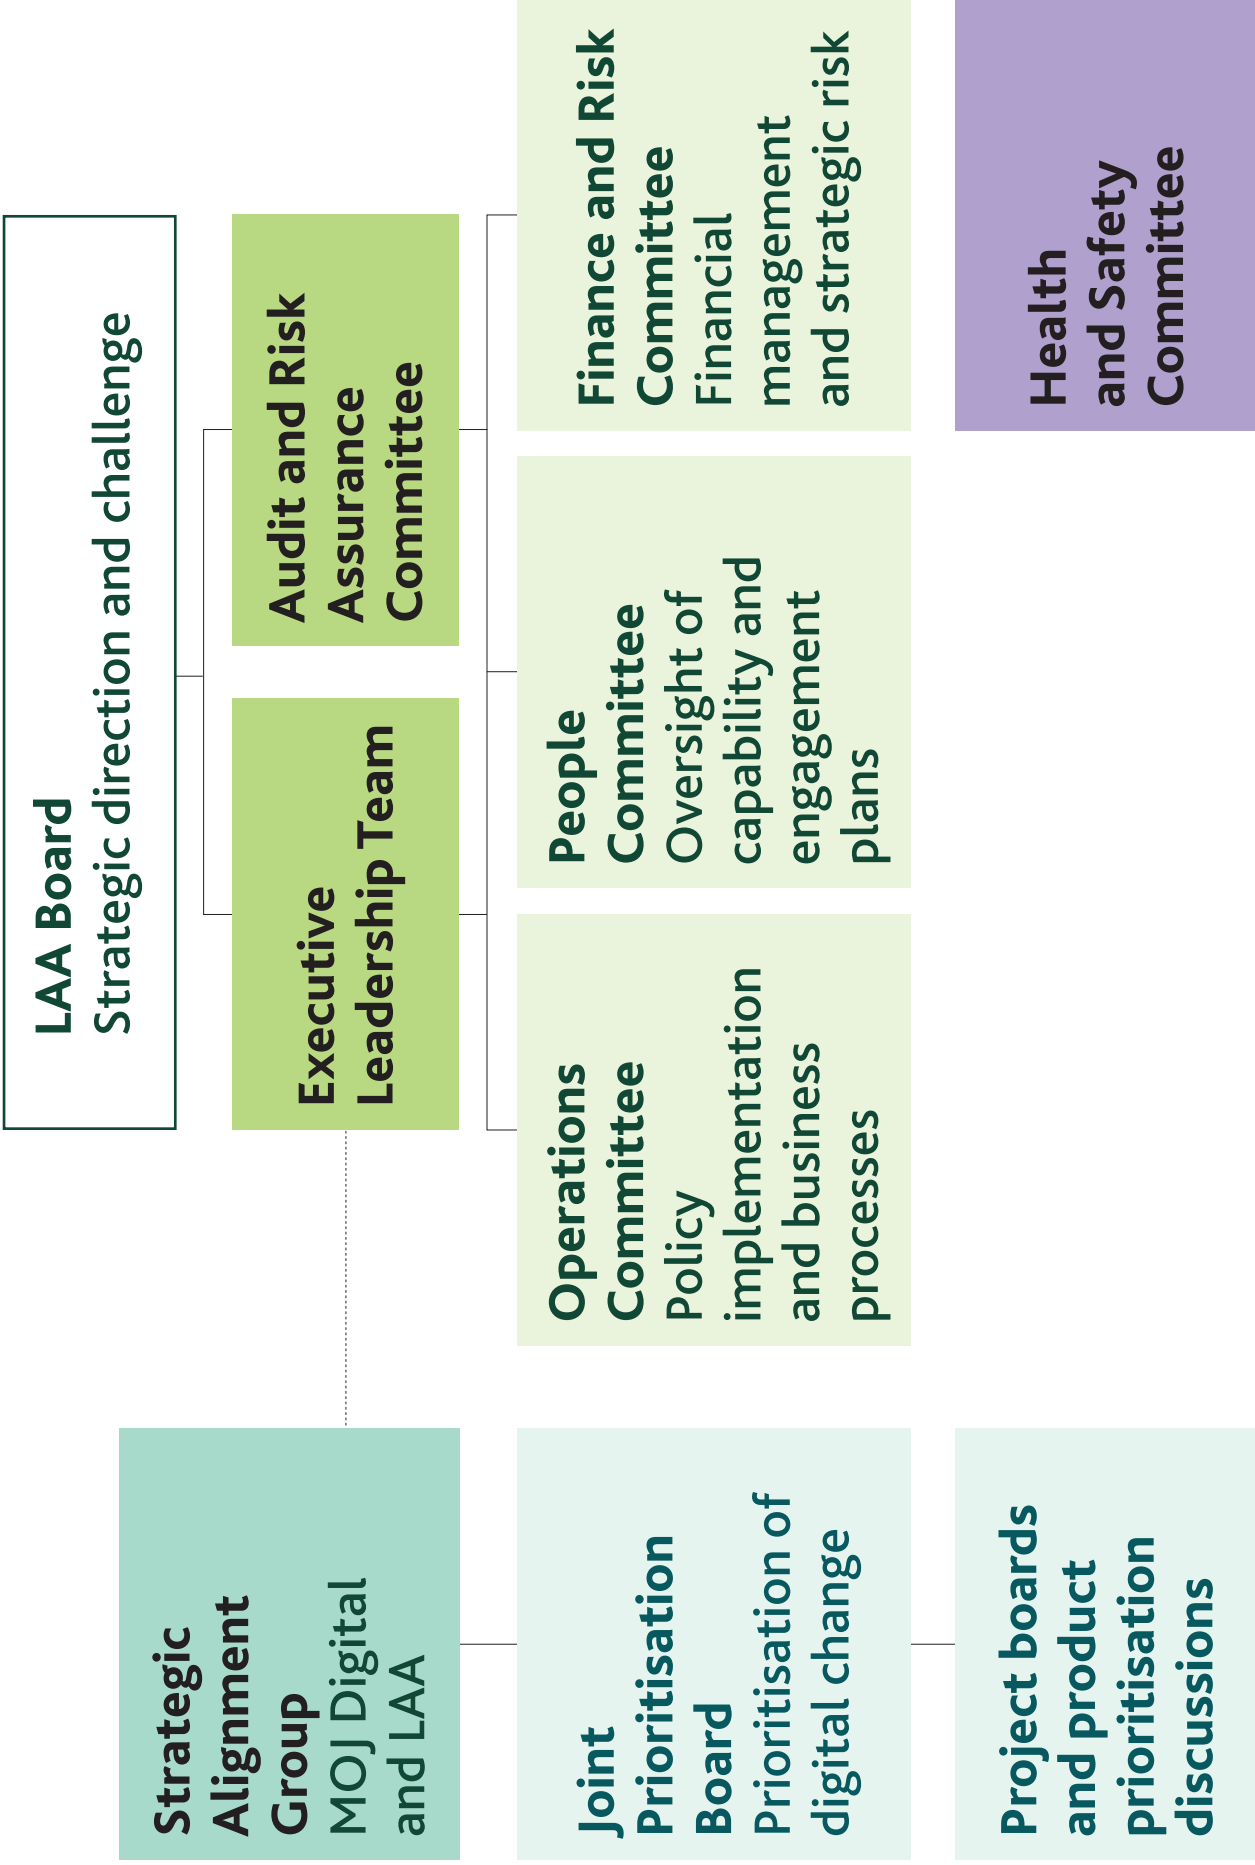 LAA Board
Strategic direction and challenge
Strategic
Alignment
Group
MOJ Digital
and LAA
Executive
Leadership Team
Audit and Risk
Assurance
Committee
Joint
Prioritisation
Board
Prioritisation of
digital change
Operations
Committee
Policy
implementation
and business
processes
People
Committee
Oversight of
capability and
engagement
plans
Finance and Risk
Committee
Financial
management
and strategic risk
Project boards
and product
prioritisation
discussions
Health
and Safety
Committee